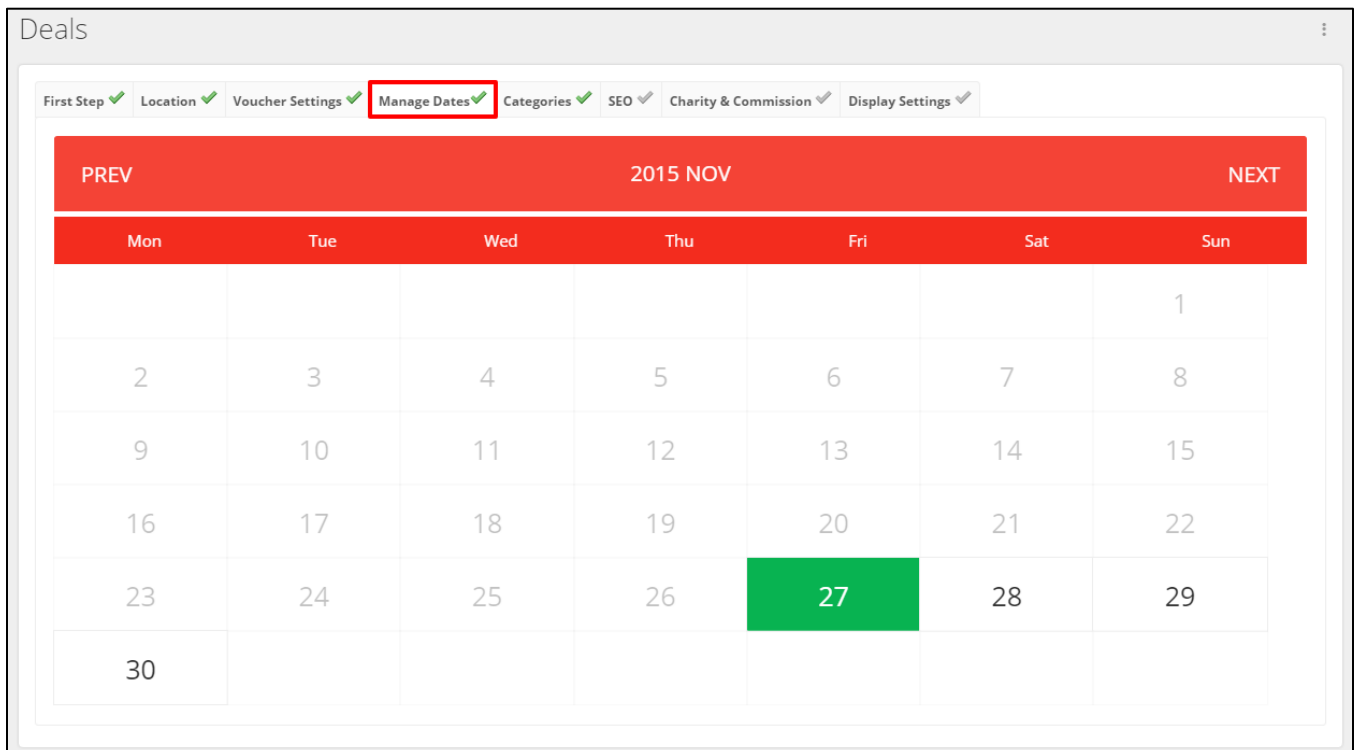 Deals
First Step Location Voucher Settings Manage Dates Categories SEO Charity & Commission Display Settings
PREV 2015 NOV NEXT
Mon Tue Wed Thu Fri Sat Sun
1
2 3 4 5 6 7 8
9 10 11 12 13 14 15
16 17 18 19 20 21 22
23 24 25 26 27 28 29
30